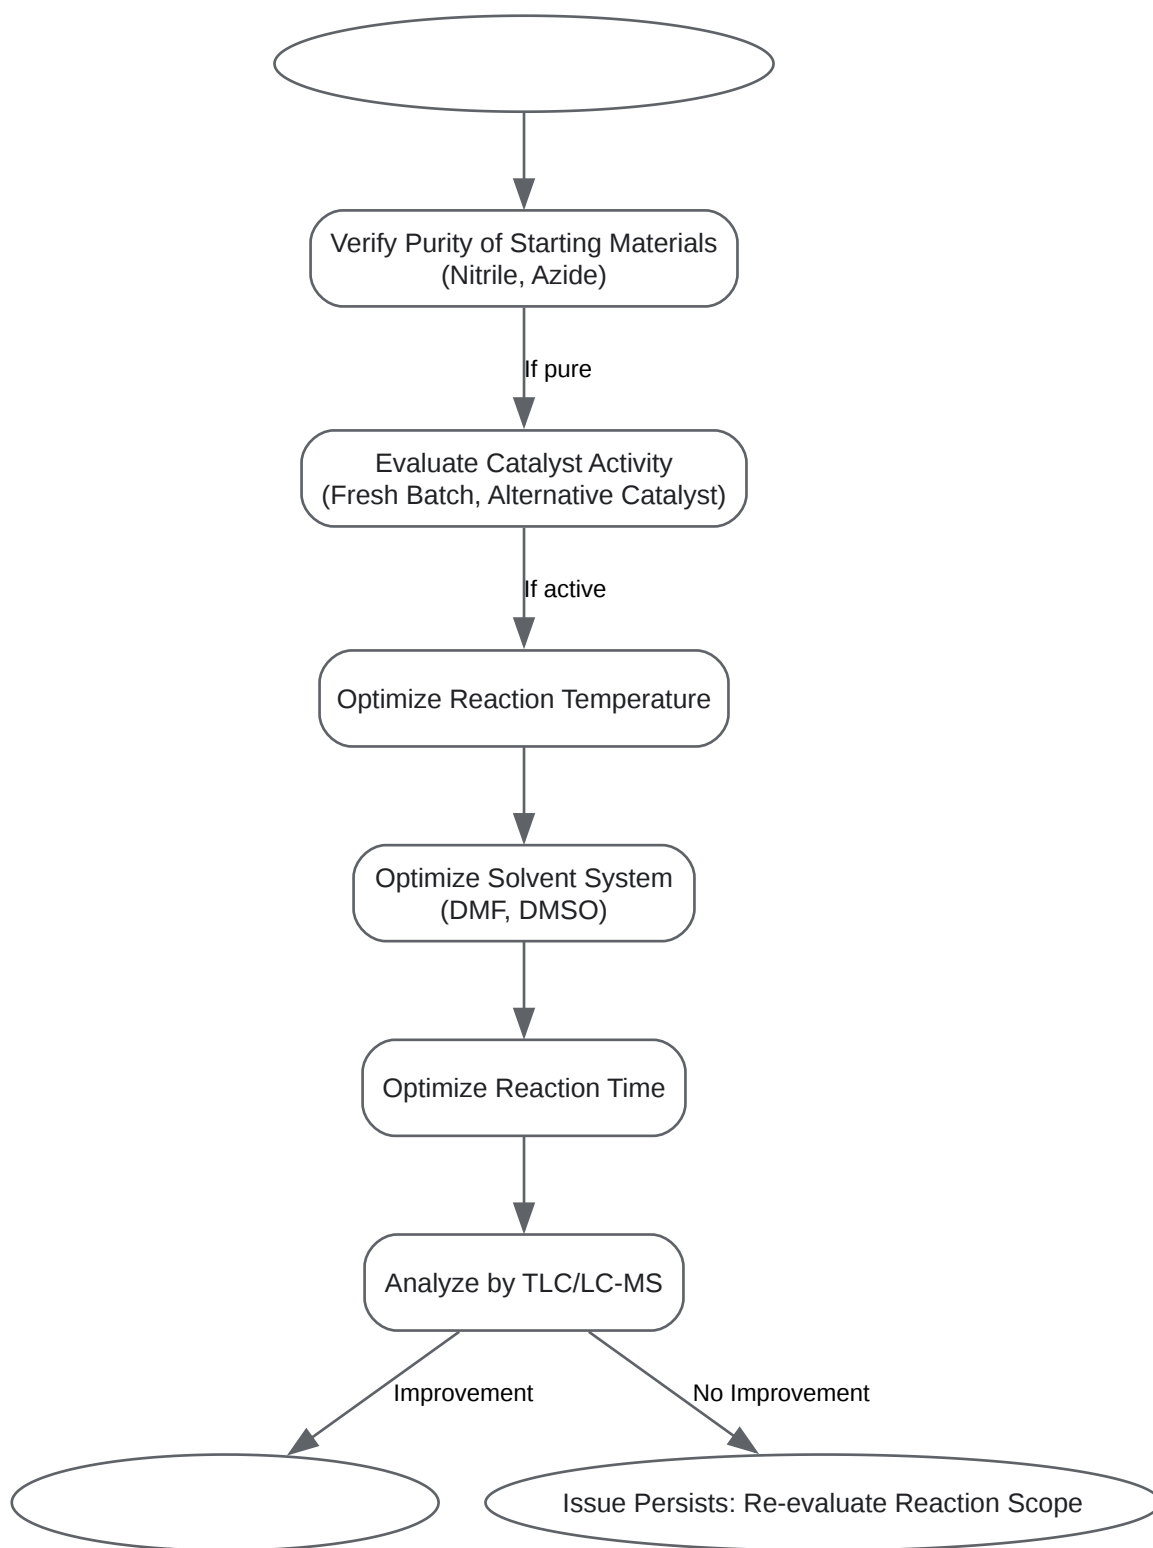 Verify Purity of Starting Materials
(Nitrile, Azide)
If pure
Evaluate Catalyst Activity
(Fresh Batch, Alternative Catalyst)
If active
Optimize Reaction Temperature
Optimize Solvent System
(DMF, DMSO)
Optimize Reaction Time
Analyze by TLC/LC-MS
Improvement
No Improvement
Issue Persists: Re-evaluate Reaction Scope